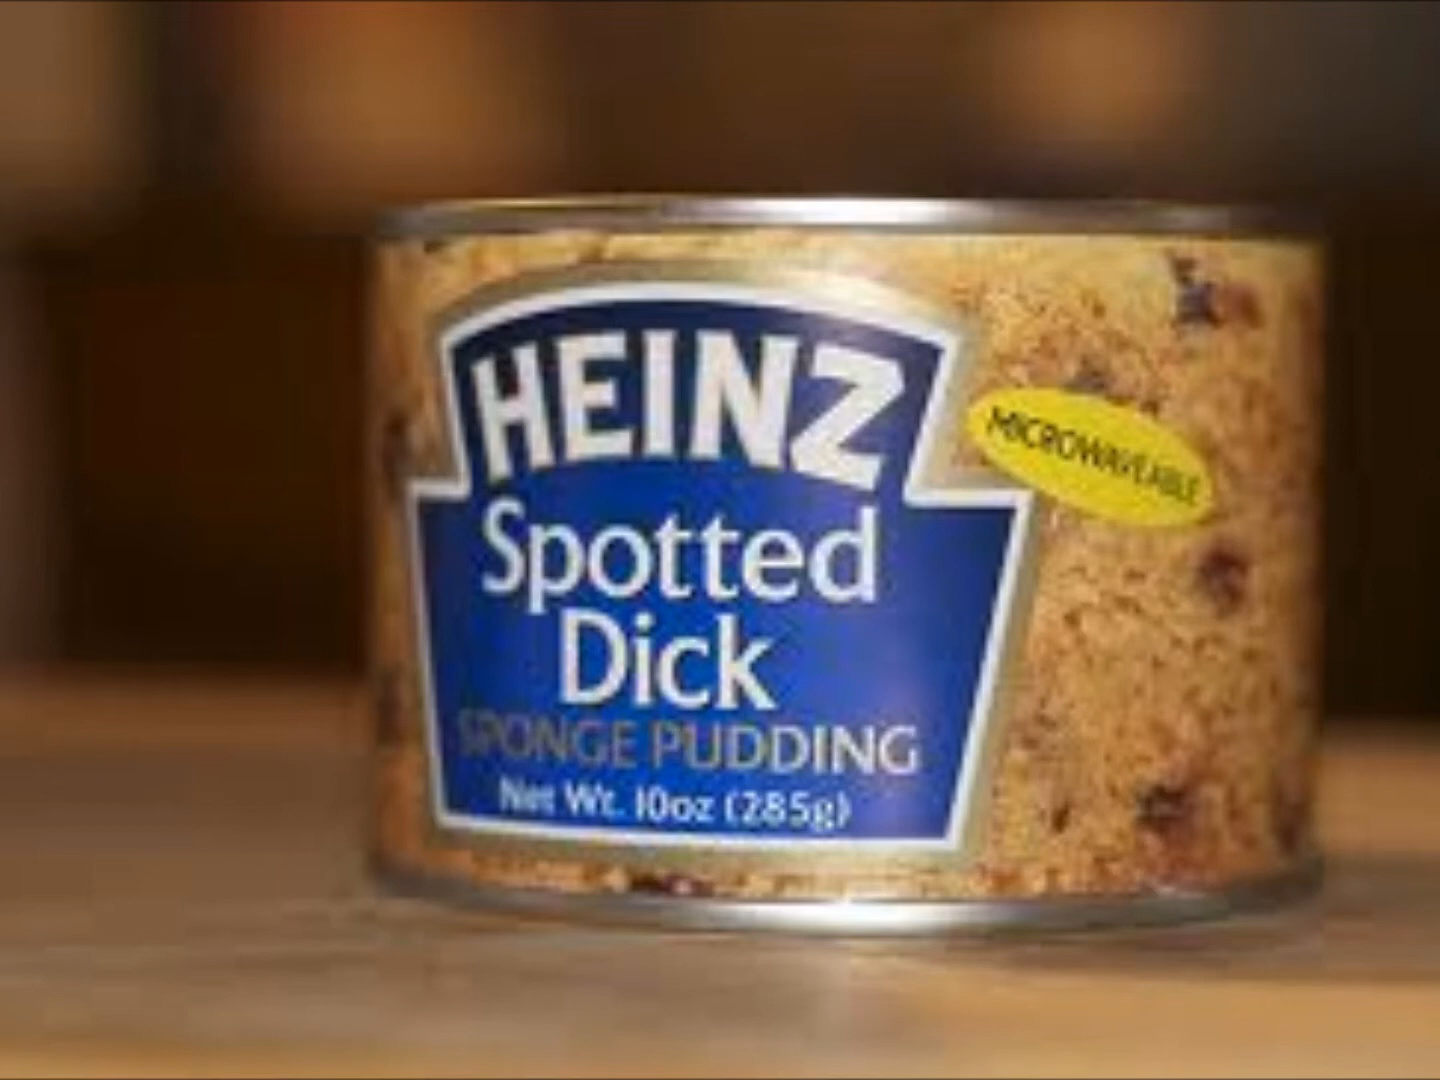 HEINZ
Spotted
Dick
SPONGE PUDDING
Net Wt. 10oz (285g)
MICROWAVEABLE